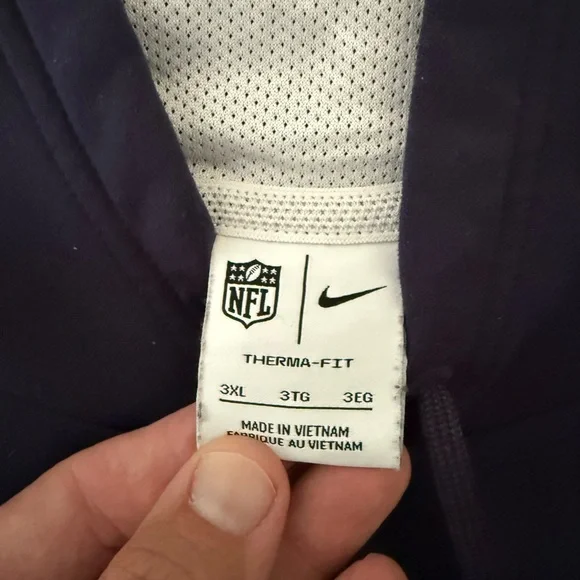 NFL
THERMA-FIT
3XL 3TG 3EG
MADE IN VIETNAM
FABRIQUE AU VIETNAM